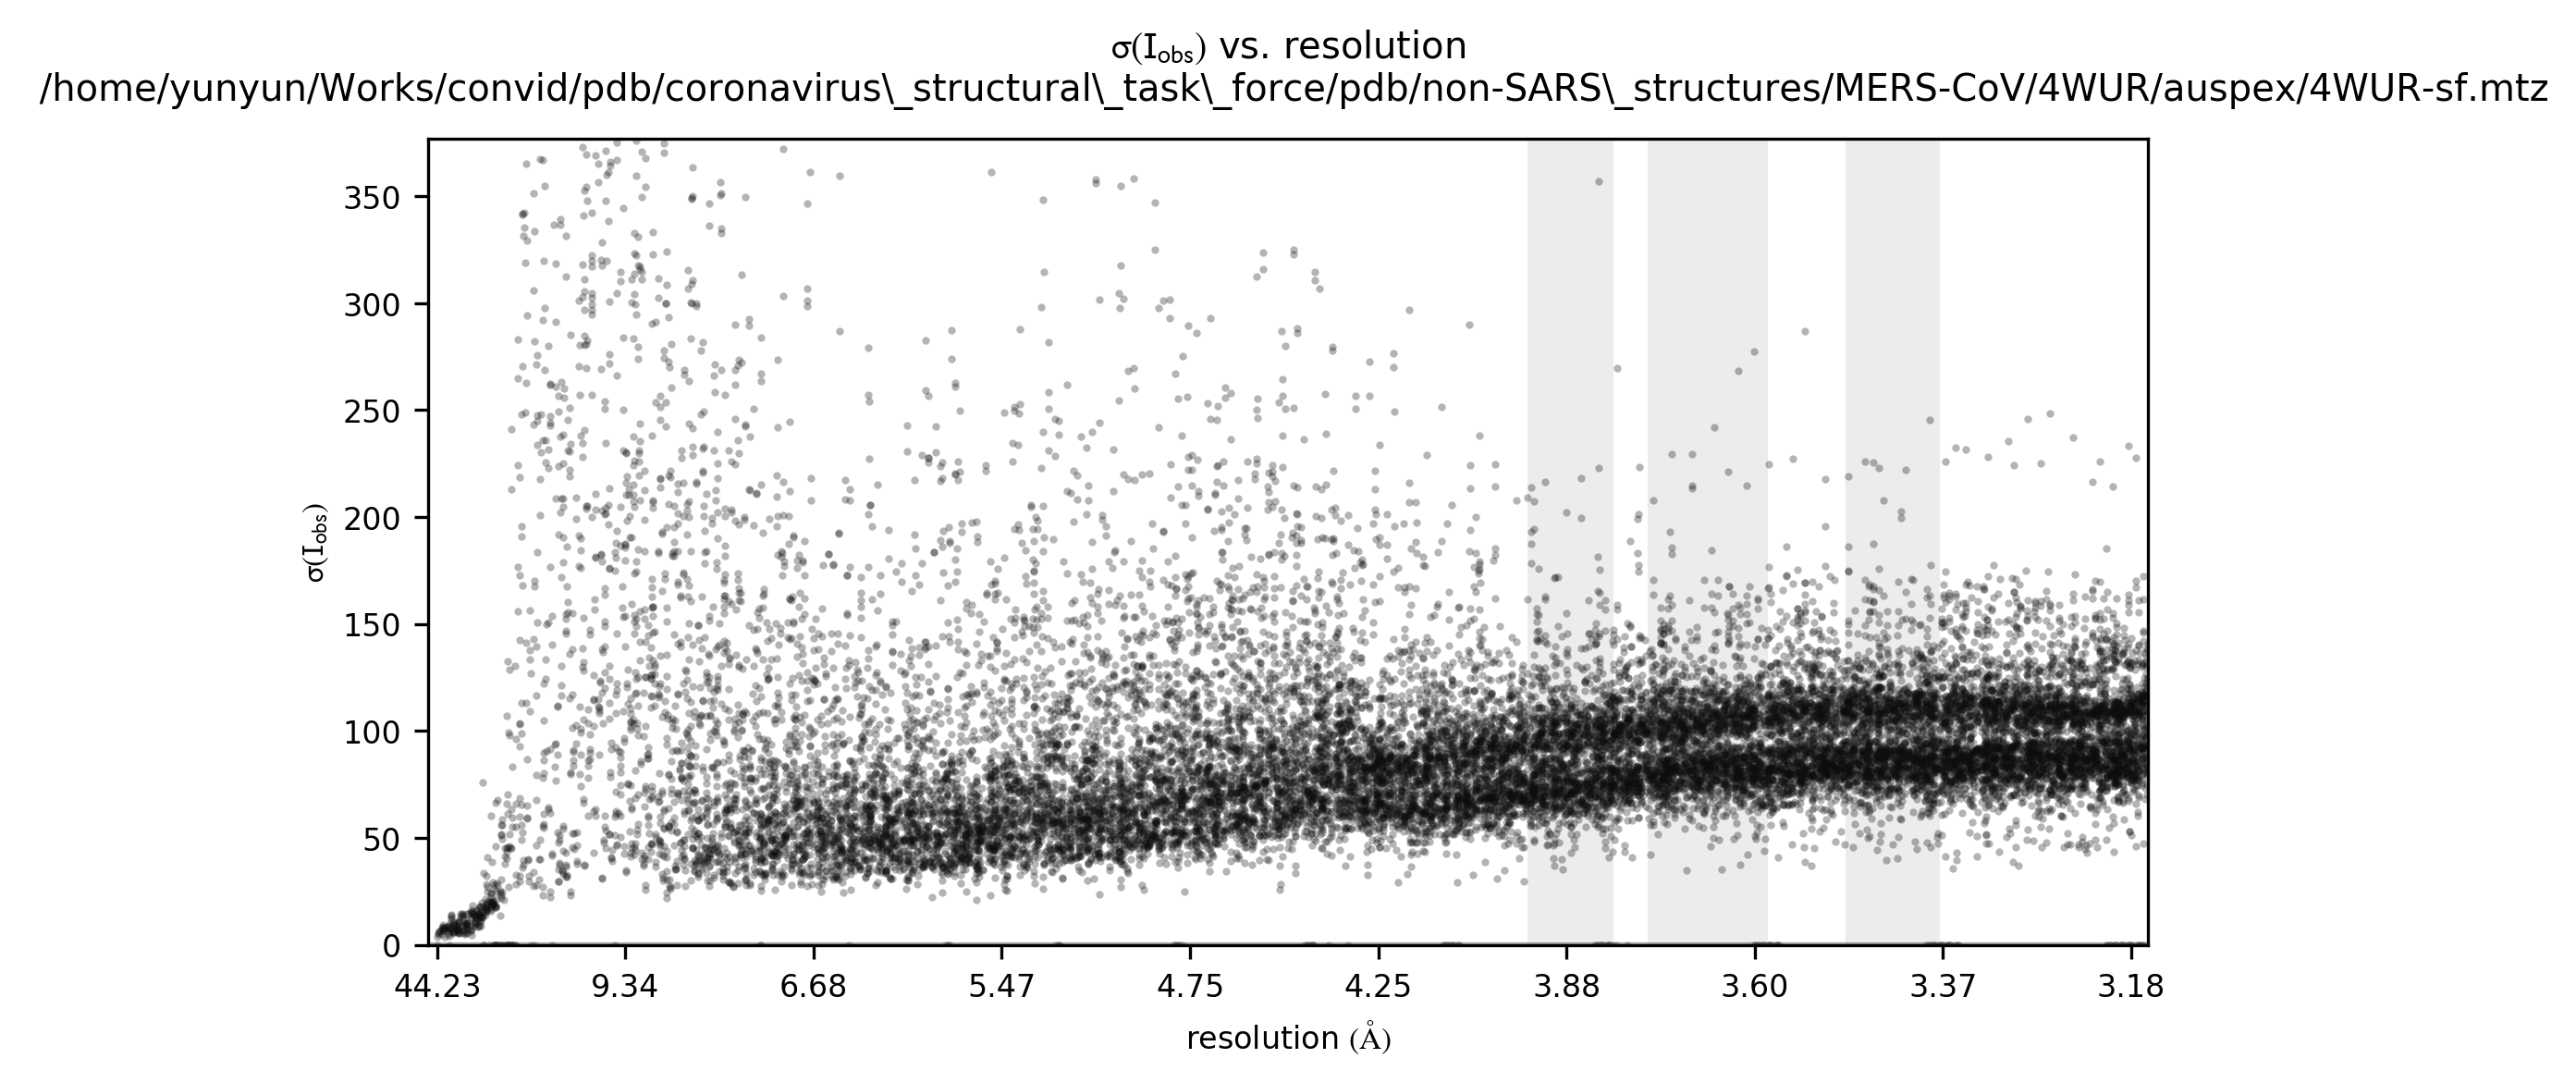 σ(I_obs) vs. resolution
/home/yunyun/Works/convid/pdb/coronavirus\_structural\_task\_force/pdb/non-SARS\_structures/MERS-CoV/4WUR/auspex/4WUR-sf.mtz
σ(I_obs)
350
300
250
200
150
100
50
0
44.23 9.34 6.68 5.47 4.75 4.25 3.88 3.60 3.37 3.18
resolution (Å)